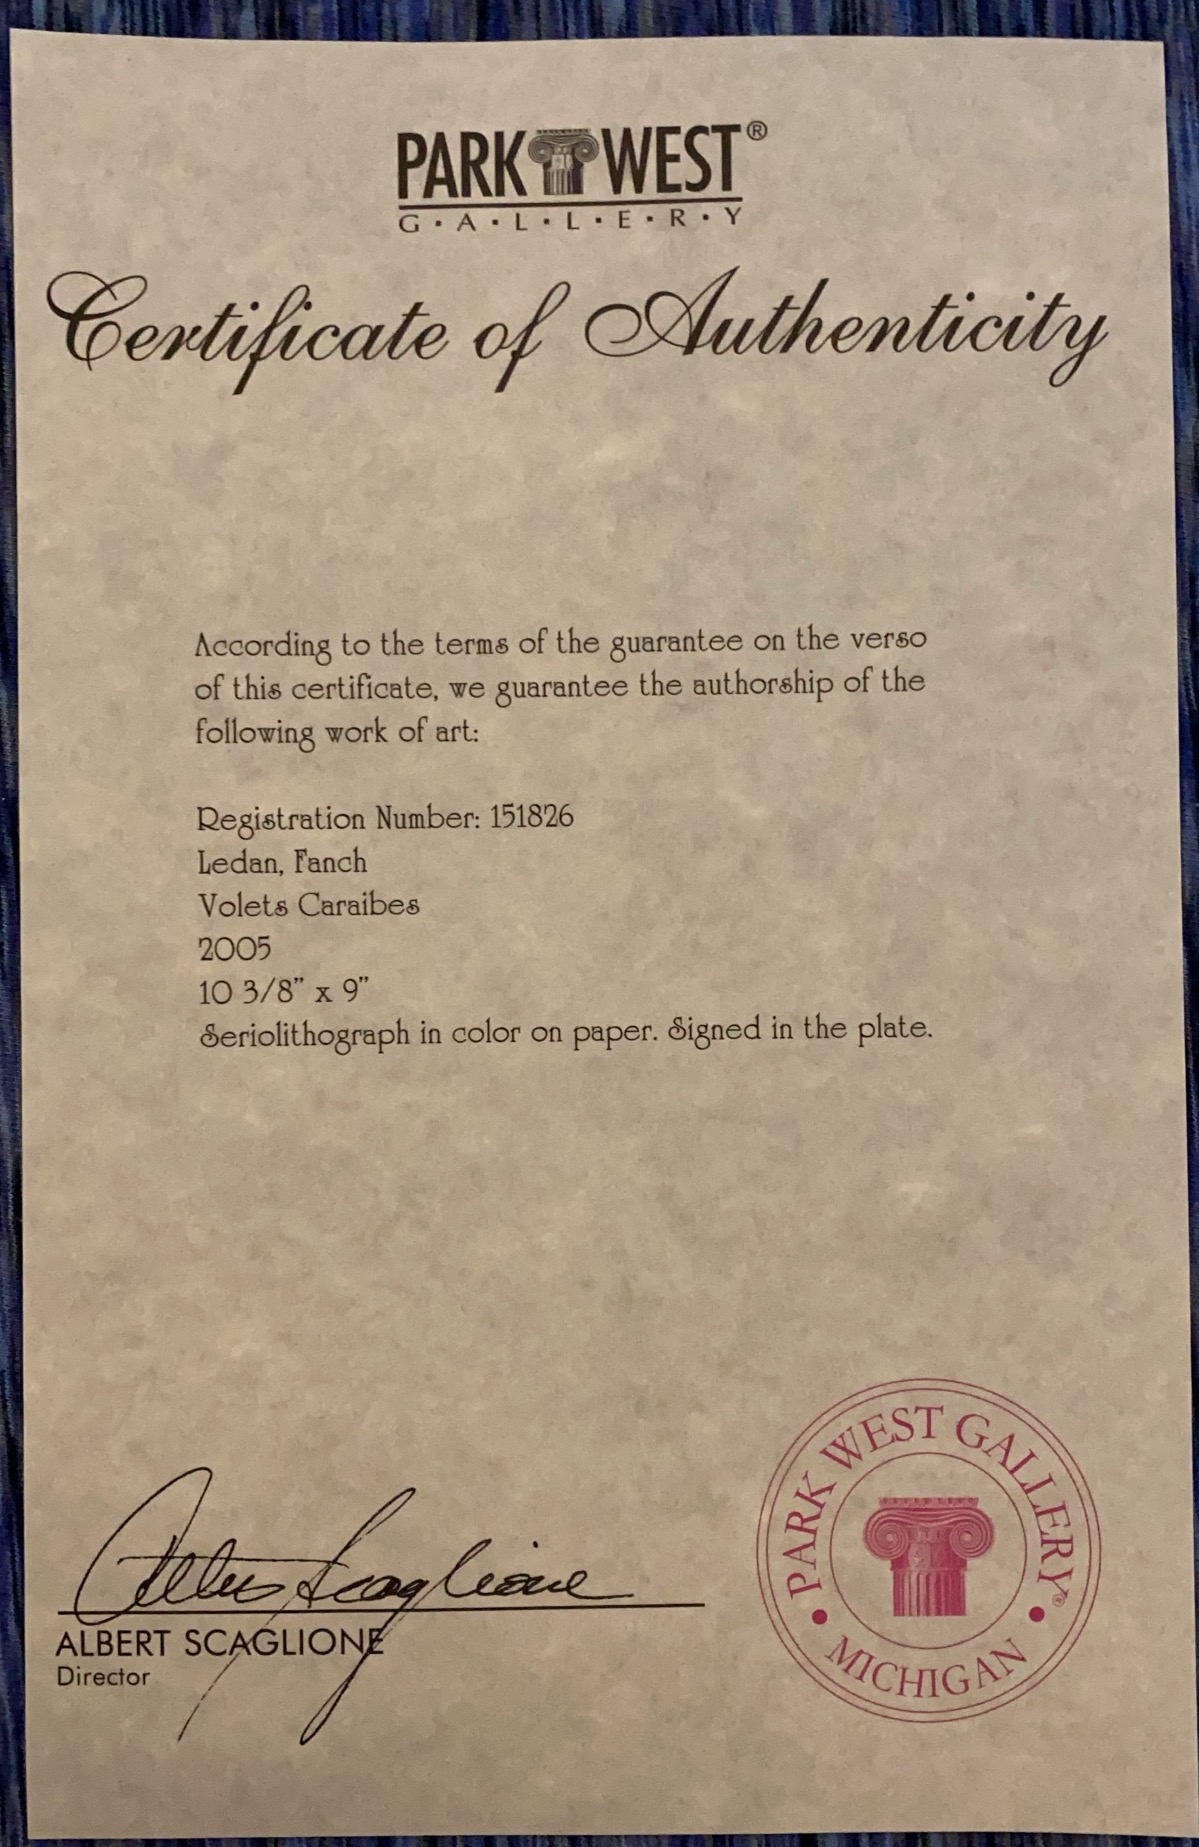 PARK WEST®
G·A·L·L·E·R·Y
Certificate of Authenticity
According to the terms of the guarantee on the verso
of this certificate, we guarantee the authorship of the
following work of art:
Registration Number: 151826
Ledan, Fanch
Volets Caraibes
2005
10 3/8” x 9”
Seriolithograph in color on paper. Signed in the plate.
Albert Scaglione
ALBERT SCAGLIONE
Director
PARK WEST GALLERY®
• MICHIGAN •